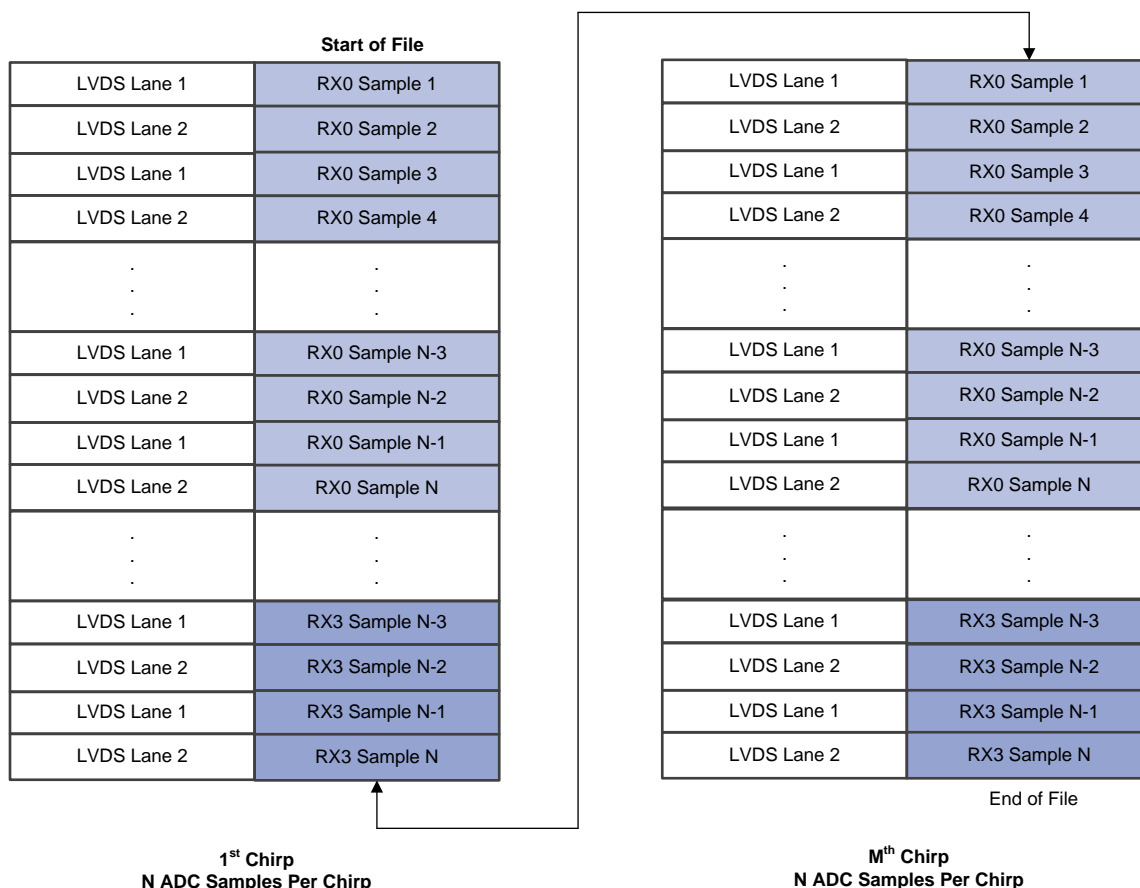 Start of File
LVDS Lane 1 RX0 Sample 1
LVDS Lane 2 RX0 Sample 2
LVDS Lane 1 RX0 Sample 3
LVDS Lane 2 RX0 Sample 4
. .
. .
. .
LVDS Lane 1 RX0 Sample N-3
LVDS Lane 2 RX0 Sample N-2
LVDS Lane 1 RX0 Sample N-1
LVDS Lane 2 RX0 Sample N
. .
. .
. .
LVDS Lane 1 RX3 Sample N-3
LVDS Lane 2 RX3 Sample N-2
LVDS Lane 1 RX3 Sample N-1
LVDS Lane 2 RX3 Sample N
1st Chirp
N ADC Samples Per Chirp
LVDS Lane 1 RX0 Sample 1
LVDS Lane 2 RX0 Sample 2
LVDS Lane 1 RX0 Sample 3
LVDS Lane 2 RX0 Sample 4
. .
. .
. .
LVDS Lane 1 RX0 Sample N-3
LVDS Lane 2 RX0 Sample N-2
LVDS Lane 1 RX0 Sample N-1
LVDS Lane 2 RX0 Sample N
. .
. .
. .
LVDS Lane 1 RX3 Sample N-3
LVDS Lane 2 RX3 Sample N-2
LVDS Lane 1 RX3 Sample N-1
LVDS Lane 2 RX3 Sample N
End of File
Mth Chirp
N ADC Samples Per Chirp